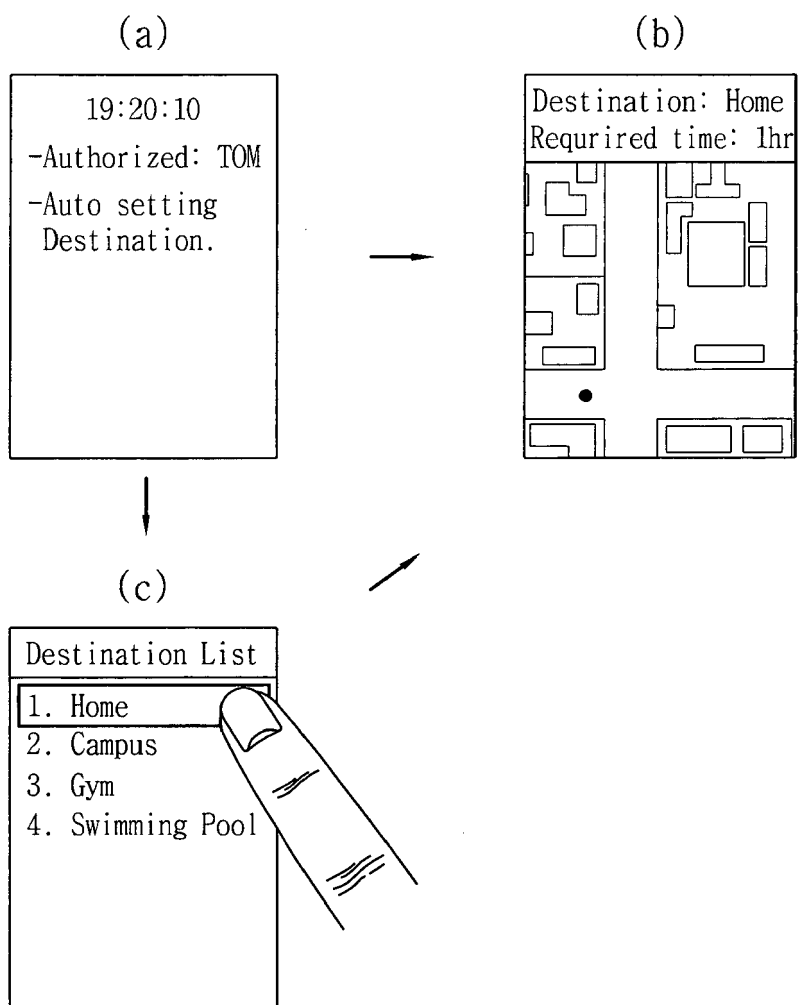 (a)
19:20:10
-Authorized: TOM
-Auto setting
Destination.
(b)
Destination: Home
Requrired time: 1hr
(c)
Destination List
1. Home
2. Campus
3. Gym
4. Swimming Pool